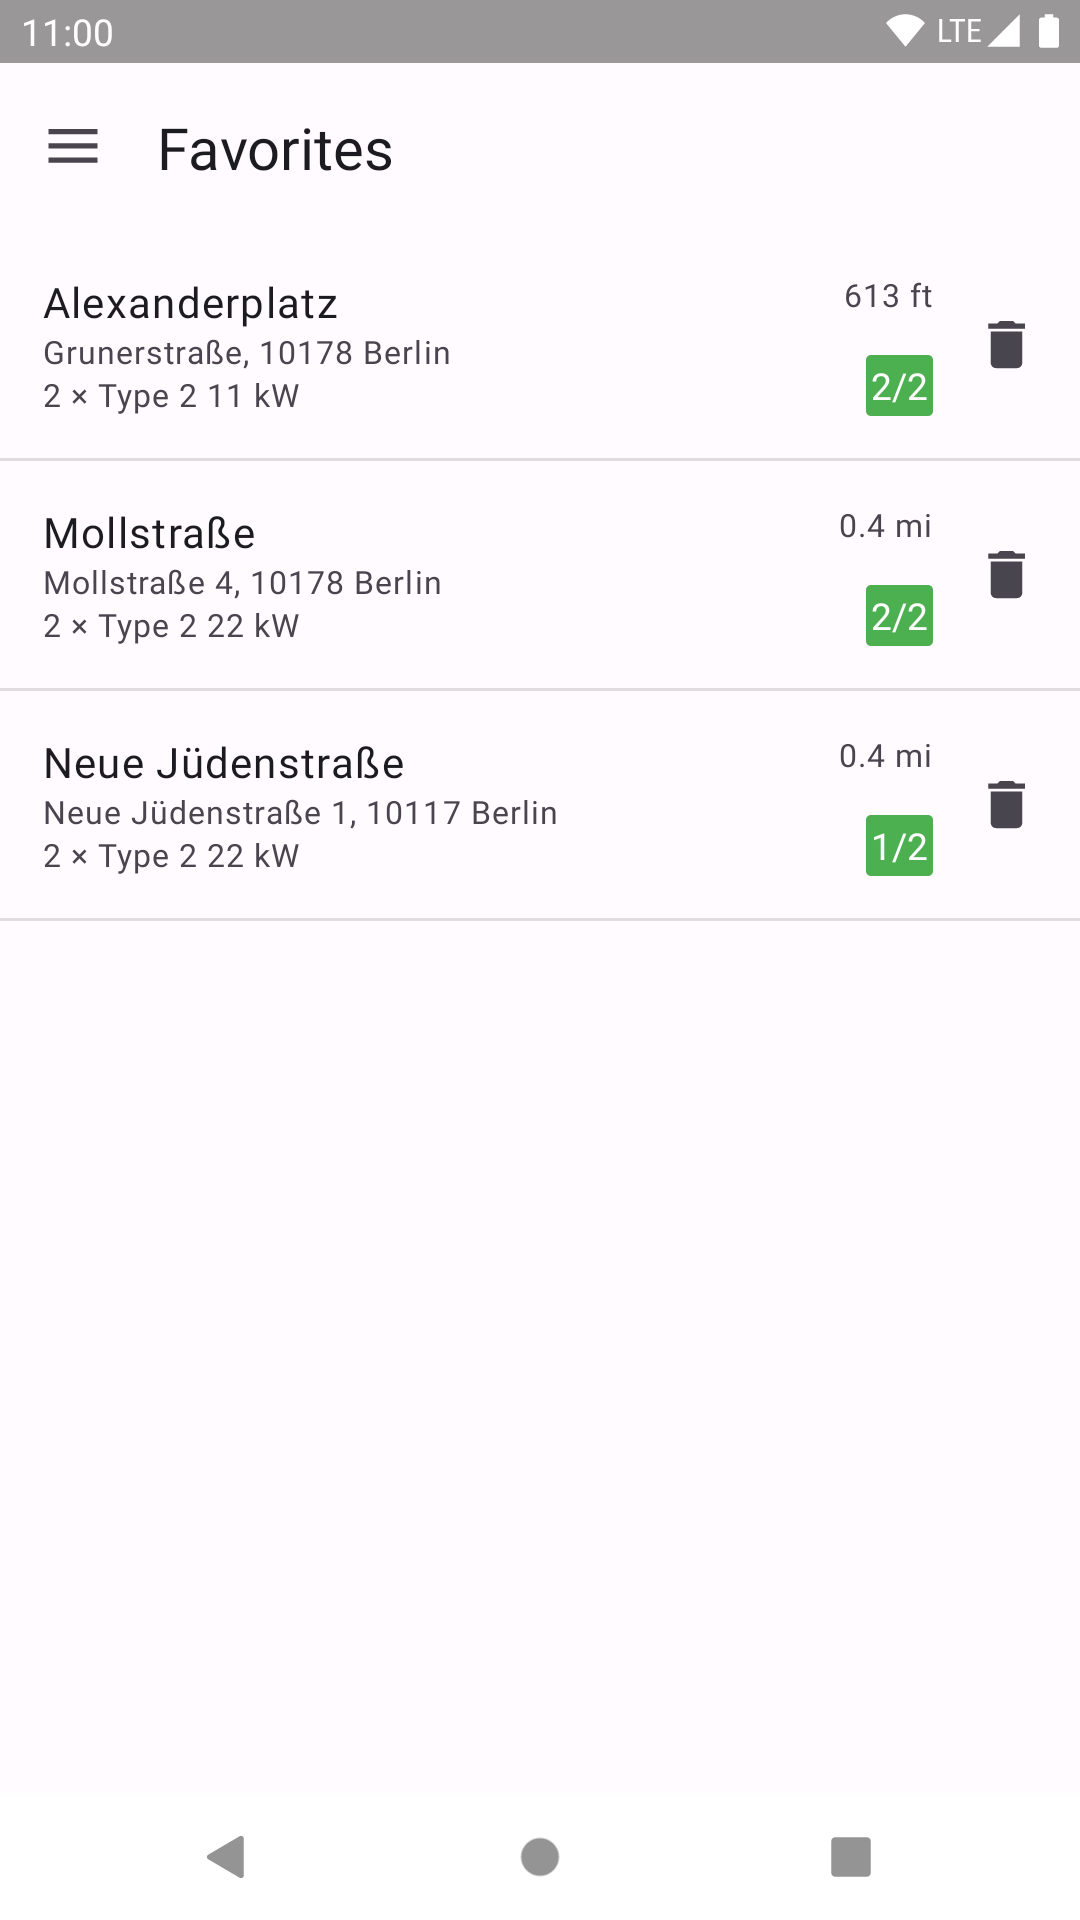 11:00
LTE
Favorites
Alexanderplatz
613 ft
Grunerstraße, 10178 Berlin
2 × Type 2 11 kW
2/2
Mollstraße
0.4 mi
Mollstraße 4, 10178 Berlin
2 × Type 2 22 kW
2/2
Neue Jüdenstraße
0.4 mi
Neue Jüdenstraße 1, 10117 Berlin
2 × Type 2 22 kW
1/2